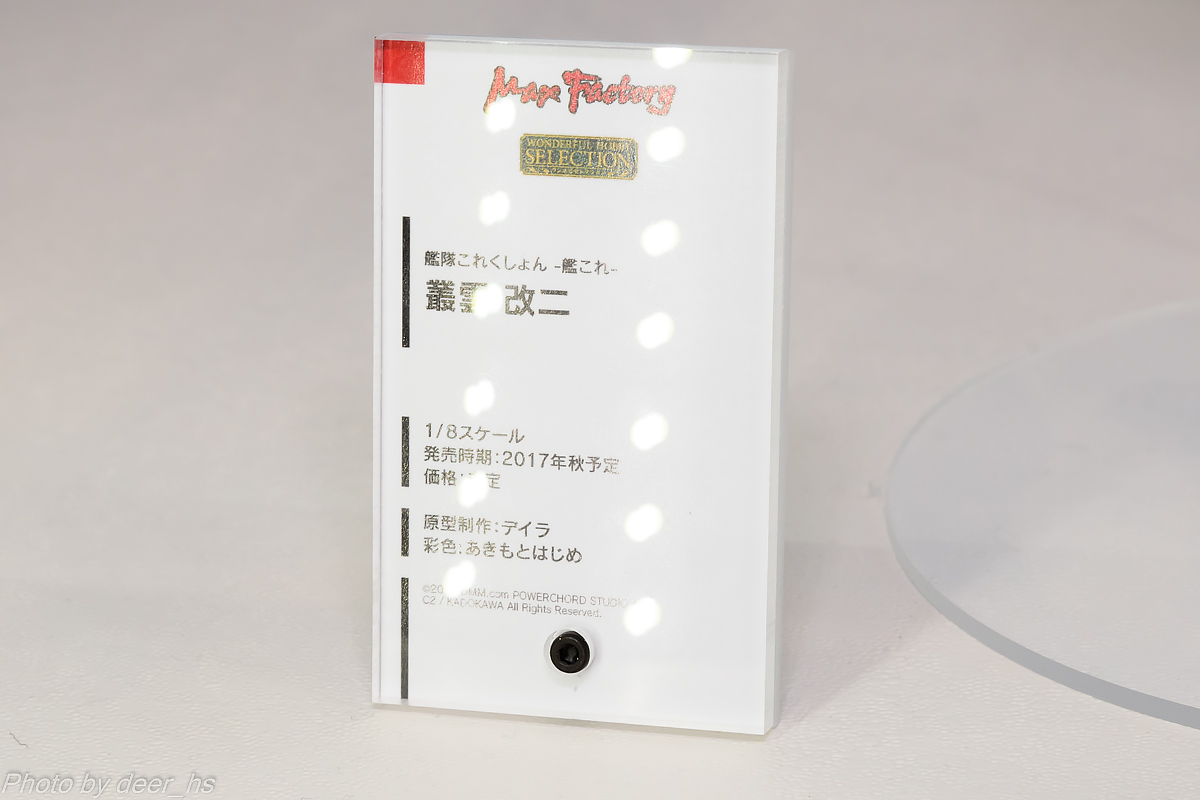 Max Factory
WONDERFUL HOBBY
SELECTION
艦隊これくしょん -艦これ-
叢雲 改二
1/8スケール
発売時期：2017年秋予定
価格：定
原型制作：デイラ
彩色：あきもとはじめ
DMM.com POWERCHORD STUDIO
C2 / KADOKAWA All Rights Reserved.
Photo by deer_hs